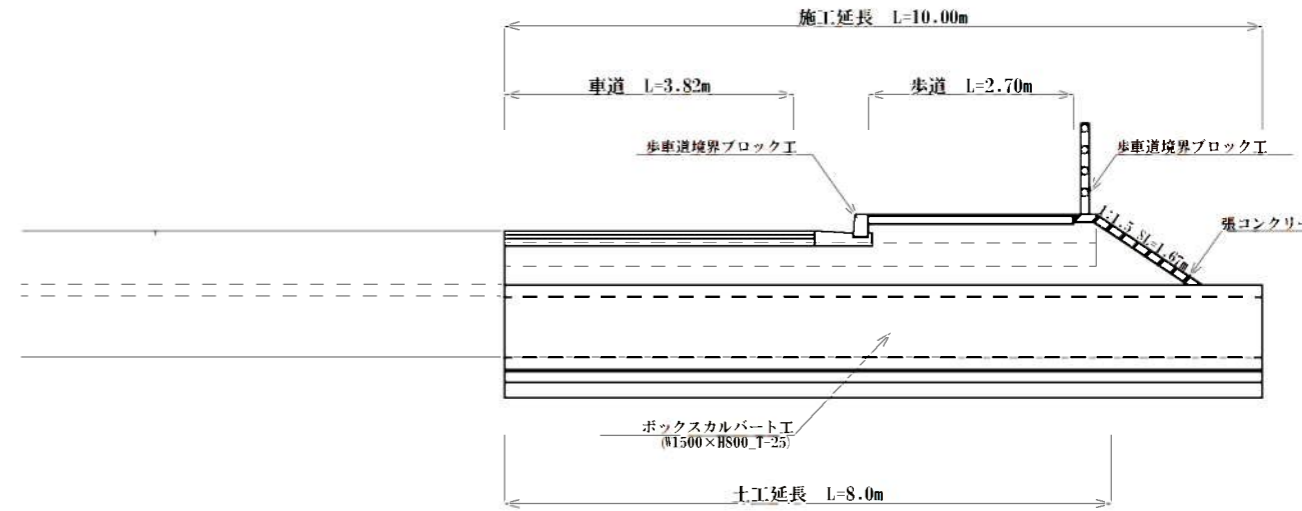 施工延長 L=10.00m
車道 L=3.82m
歩道 L=2.70m
歩車道境界ブロック工
歩車道境界ブロック工
1:1.5 SL=1.67m
張コンクリー
ボックスカルバート工
(W1500×H800_T-25)
土工延長 L=8.0m